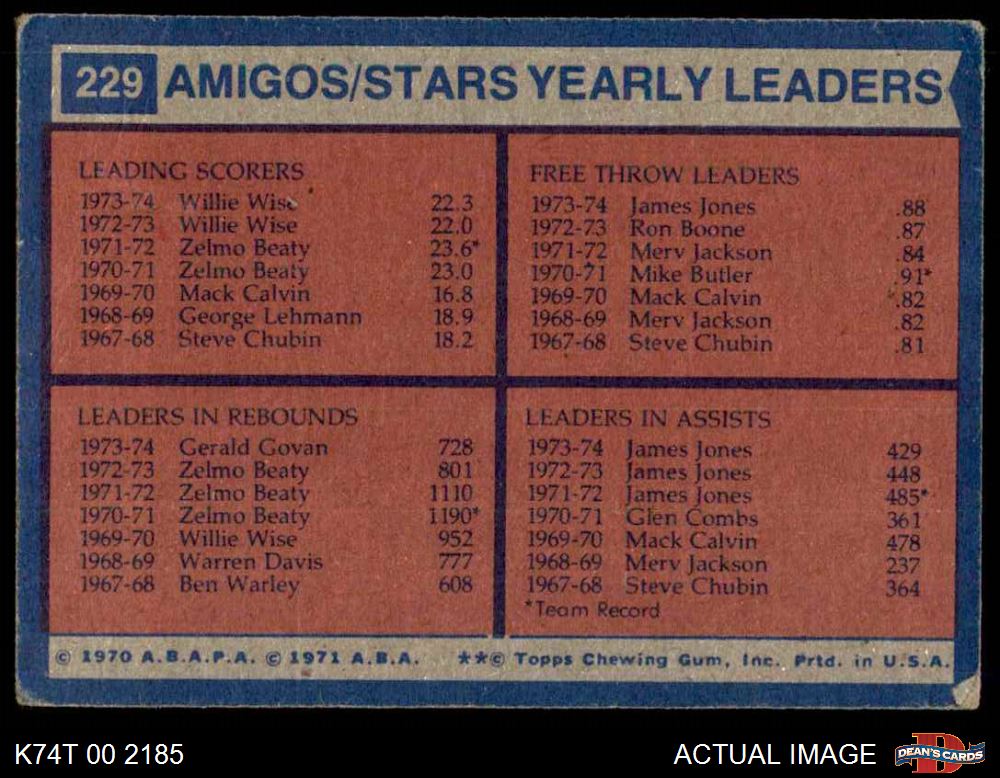 229 AMIGOS/STARS YEARLY LEADERS
LEADING SCORERS
1973-74 Willie Wise 22.3
1972-73 Willie Wise 22.0
1971-72 Zelmo Beaty 23.6*
1970-71 Zelmo Beaty 23.0
1969-70 Mack Calvin 16.8
1968-69 George Lehmann 18.9
1967-68 Steve Chubin 18.2
FREE THROW LEADERS
1973-74 James Jones .88
1972-73 Ron Boone .87
1971-72 Merv Jackson .84
1970-71 Mike Butler .91*
1969-70 Mack Calvin .82
1968-69 Merv Jackson .82
1967-68 Steve Chubin .81
LEADERS IN REBOUNDS
1973-74 Gerald Govan 728
1972-73 Zelmo Beaty 801
1971-72 Zelmo Beaty 1110
1970-71 Zelmo Beaty 1190*
1969-70 Willie Wise 952
1968-69 Warren Davis 777
1967-68 Ben Warley 608
LEADERS IN ASSISTS
1973-74 James Jones 429
1972-73 James Jones 448
1971-72 James Jones 485*
1970-71 Glen Combs 361
1969-70 Mack Calvin 478
1968-69 Merv Jackson 237
1967-68 Steve Chubin 364
*Team Record
© 1970 A.B.A.P.A. © 1971 A.B.A. **© Topps Chewing Gum, Inc. Prtd. in U.S.A.
K74T 00 2185
ACTUAL IMAGE
DEAN'S CARDS